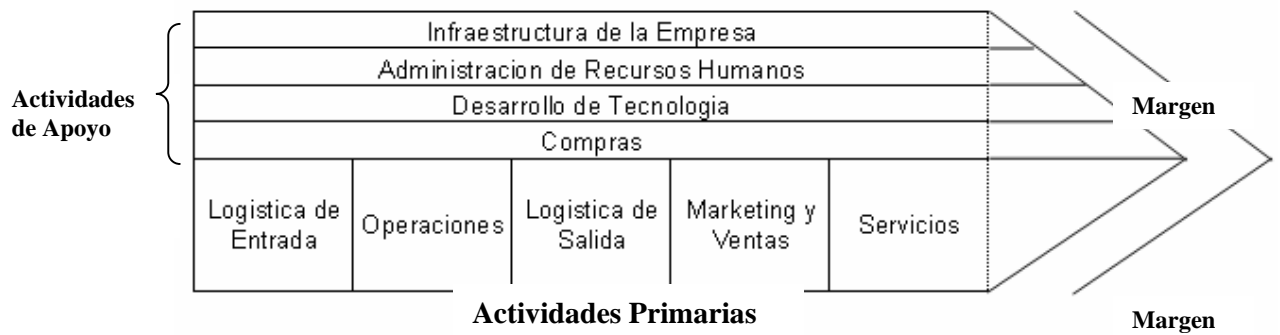 Infraestructura de la Empresa
Administracion de Recursos Humanos
Actividades
de Apoyo
Desarrollo de Tecnologia
Margen
Compras
Logistica de
Entrada
Operaciones
Logistica de
Salida
Marketing y
Ventas
Servicios
Actividades Primarias
Margen